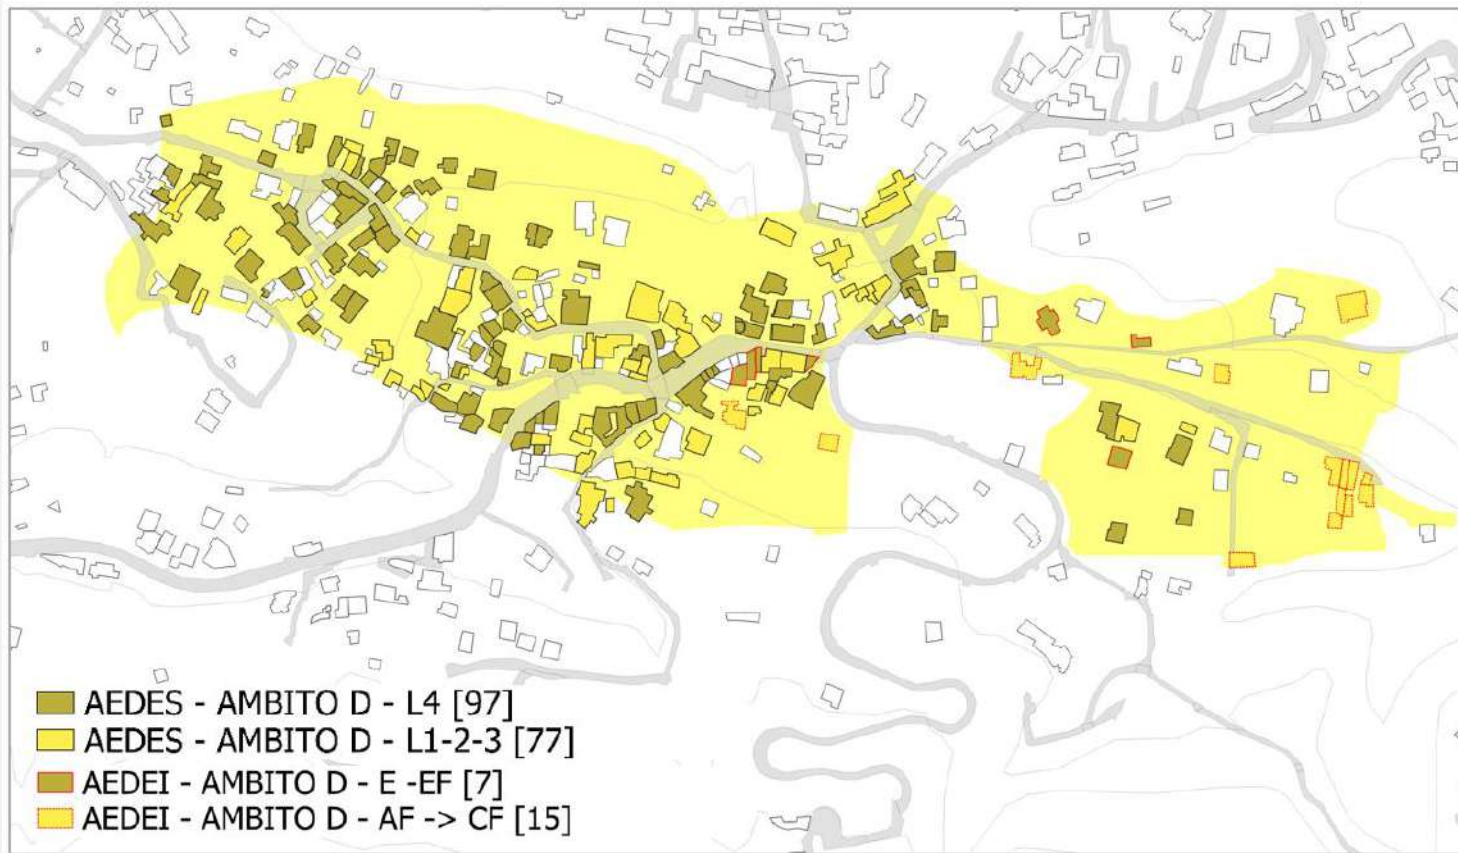 AEDES - AMBITO D - L4 [97]
AEDES - AMBITO D - L1-2-3 [77]
AEDEI - AMBITO D - E -EF [7]
AEDEI - AMBITO D - AF -> CF [15]